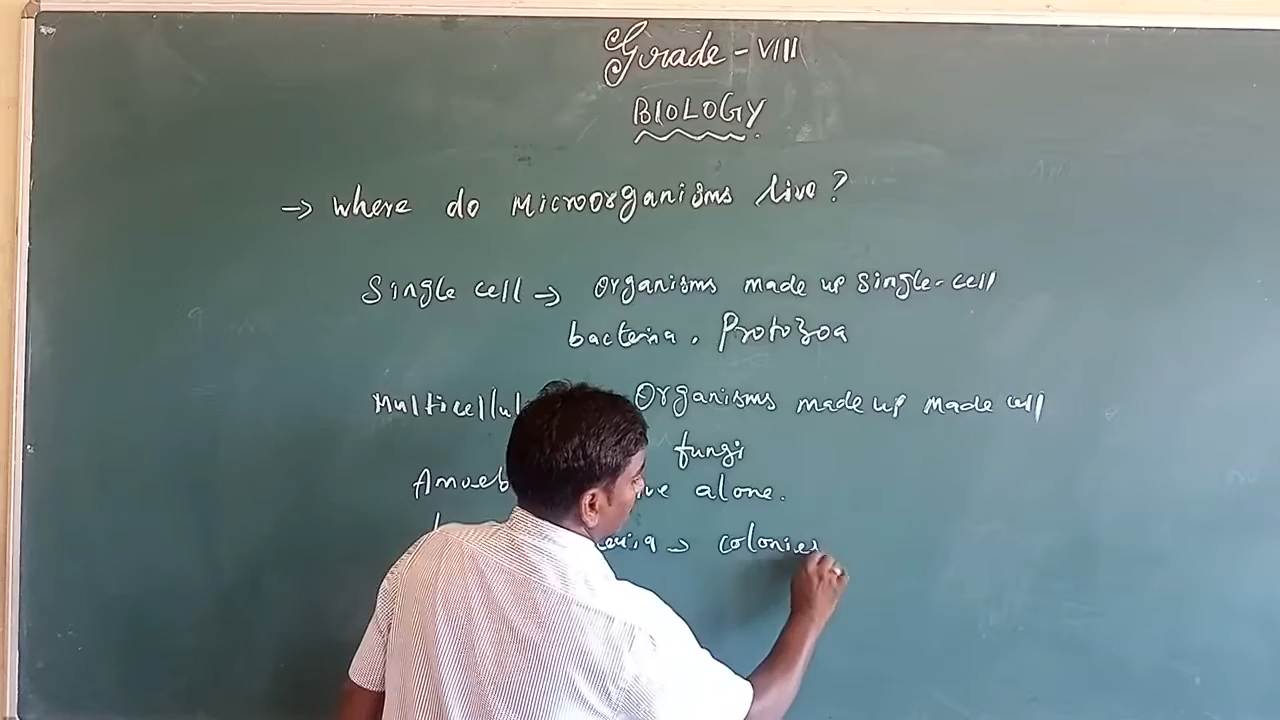 Grade - VIII
BIOLOGY
→ Where do Microorganisms live?
Single cell → Organisms made up single-cell
bacteria, Protozoa
Organisms made up made cell
fungi
alone.
→ colonies